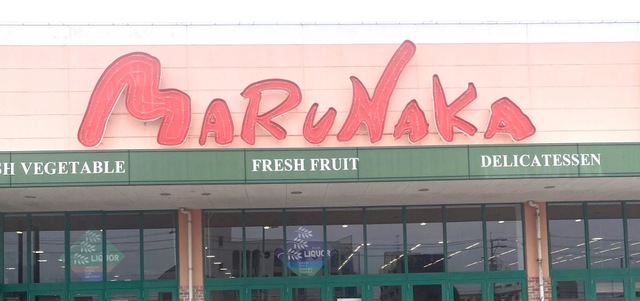 MARUNAKA
SH VEGETABLE
FRESH FRUIT
DELICATESSEN
LIQUOR
LIQUOR